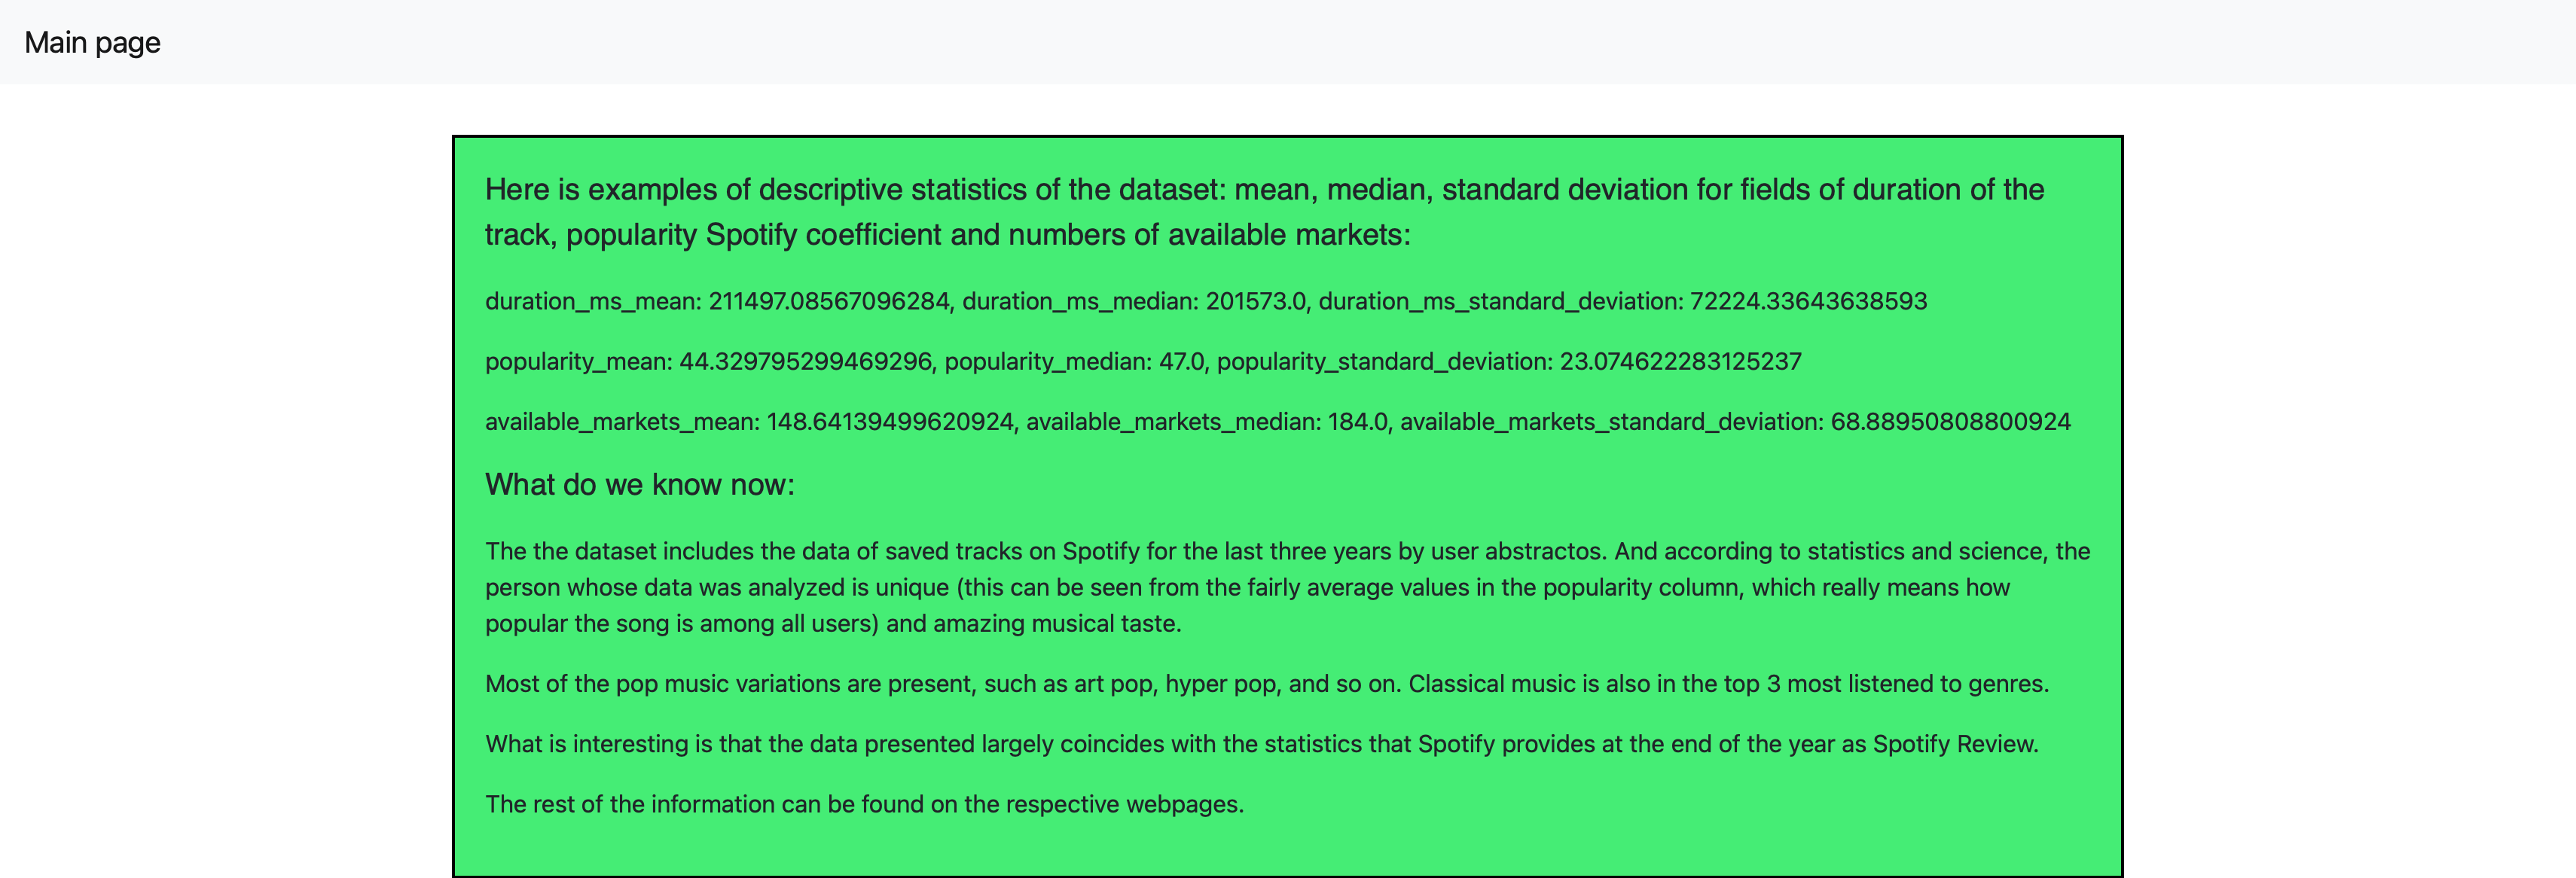 Main page
Here is examples of descriptive statistics of the dataset: mean, median, standard deviation for fields of duration of the
track, popularity Spotify coefficient and numbers of available markets:
duration_ms_mean: 211497.08567096284, duration_ms_median: 201573.0, duration_ms_standard_deviation: 72224.33643638593
popularity_mean: 44.329795299469296, popularity_median: 47.0, popularity_standard_deviation: 23.074622283125237
available_markets_mean: 148.64139499620924, available_markets_median: 184.0, available_markets_standard_deviation: 68.88950808800924
What do we know now:
The the dataset includes the data of saved tracks on Spotify for the last three years by user abstractos. And according to statistics and science, the
person whose data was analyzed is unique (this can be seen from the fairly average values in the popularity column, which really means how
popular the song is among all users) and amazing musical taste.
Most of the pop music variations are present, such as art pop, hyper pop, and so on. Classical music is also in the top 3 most listened to genres.
What is interesting is that the data presented largely coincides with the statistics that Spotify provides at the end of the year as Spotify Review.
The rest of the information can be found on the respective webpages.